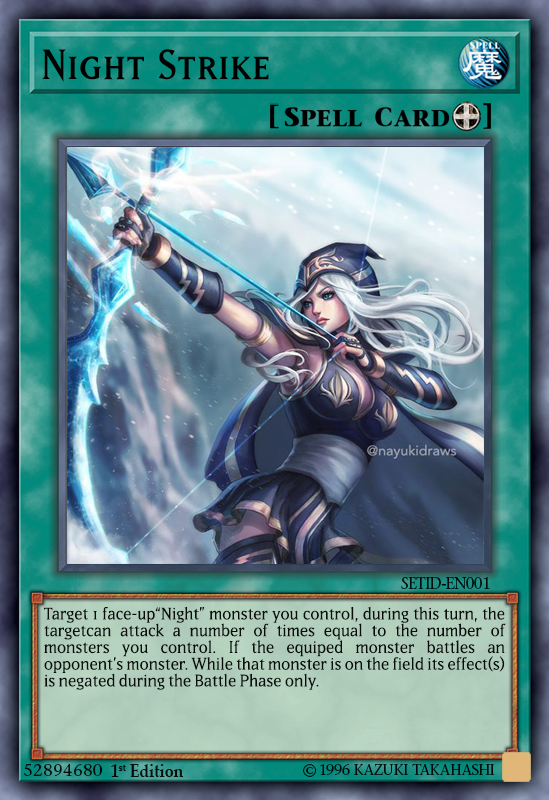 NIGHT STRIKE
SPELL
魔
[SPELL CARD]
@nayukidraws
SETID-EN001
Target 1 face-up“Night” monster you control, during this turn, the
targetcan attack a number of times equal to the number of
monsters you control. If the equiped monster battles an
opponent's monster. While that monster is on the field its effect(s)
is negated during the Battle Phase only.
52894680 1st Edition ©1996 KAZUKI TAKAHASHI